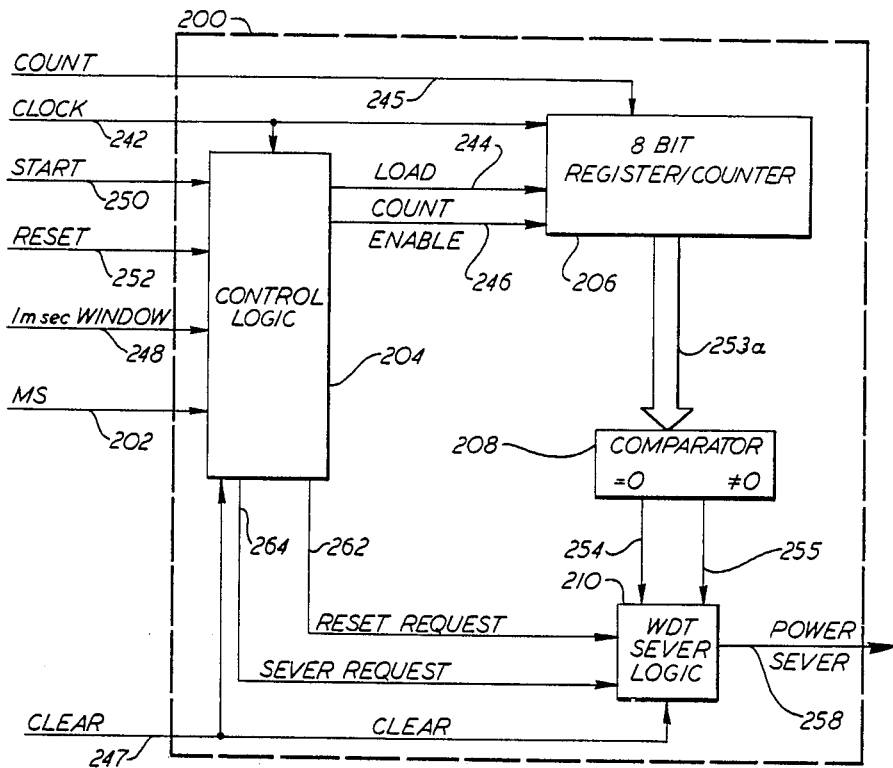 200
COUNT
245
CLOCK
242
8 BIT
REGISTER/COUNTER
244
START
250
LOAD
COUNT
ENABLE
RESET
252
246
206
CONTROL
LOGIC
1m sec WINDOW
248
204
253a
MS
202
208
COMPARATOR
=0 ≠0
264
262
254
255
210
RESET REQUEST
WDT
SEVER
LOGIC
POWER
SEVER
SEVER REQUEST
258
CLEAR
247
CLEAR